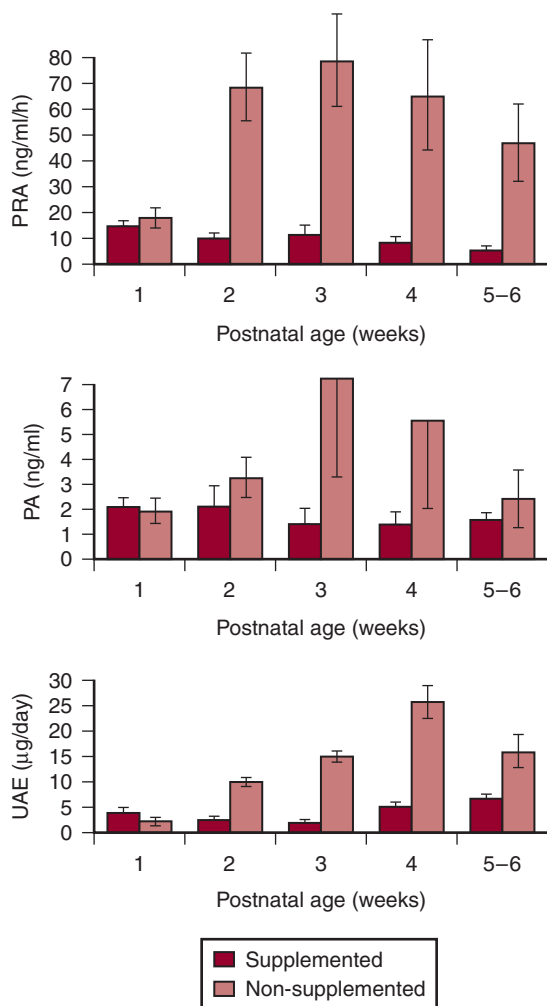 PRA (ng/ml/h)
80
70
60
50
40
30
20
10
0
1 2 3 4 5–6
Postnatal age (weeks)
PA (ng/ml)
7
6
5
4
3
2
1
0
1 2 3 4 5–6
Postnatal age (weeks)
UAE (μg/day)
30
25
20
15
10
5
0
1 2 3 4 5–6
Postnatal age (weeks)
Supplemented
Non-supplemented